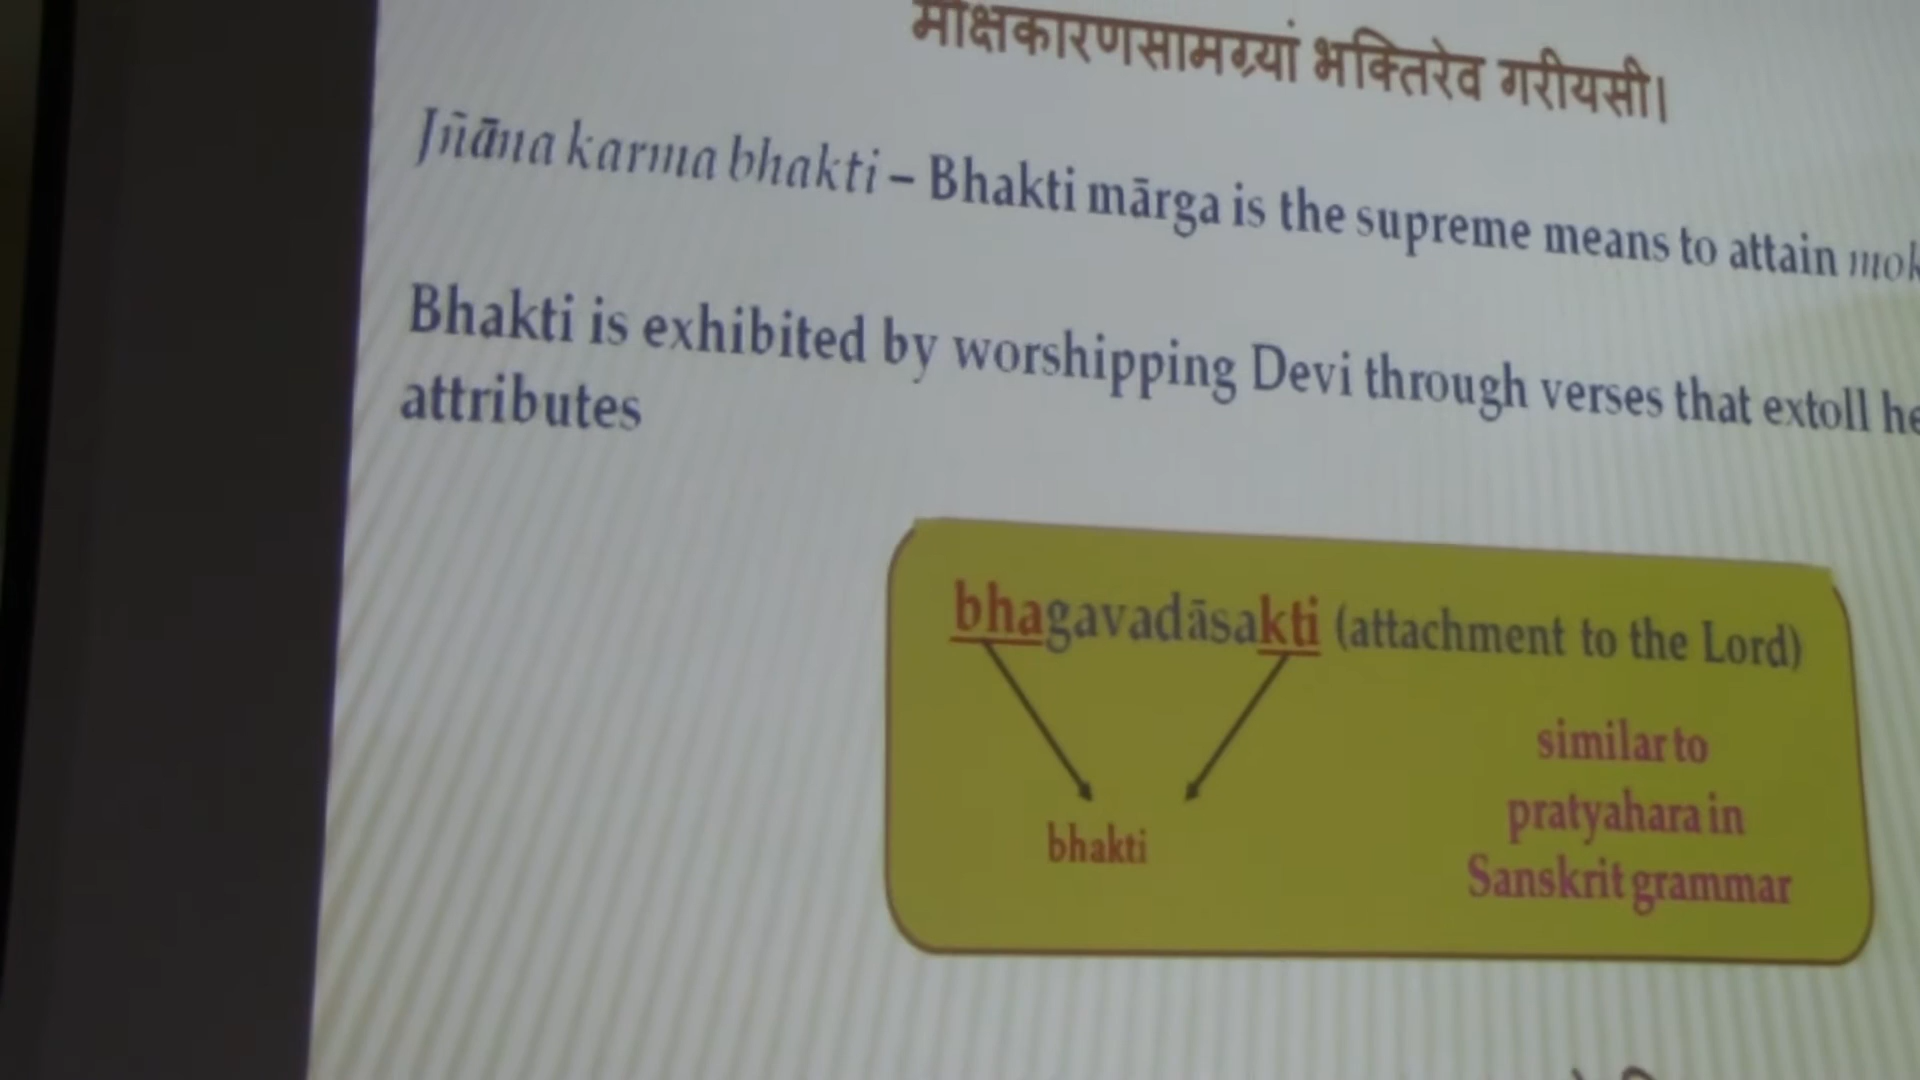 मोक्षकारणसामग्र्यां भक्तिरेव गरीयसी।
Jñāna karma bhakti – Bhakti mārga is the supreme means to attain
Bhakti is exhibited by worshipping Devi through verses that extoll
attributes
bhagavadāsakti (attachment to the Lord)
similar to
pratyahara in
bhakti
Sanskrit grammar